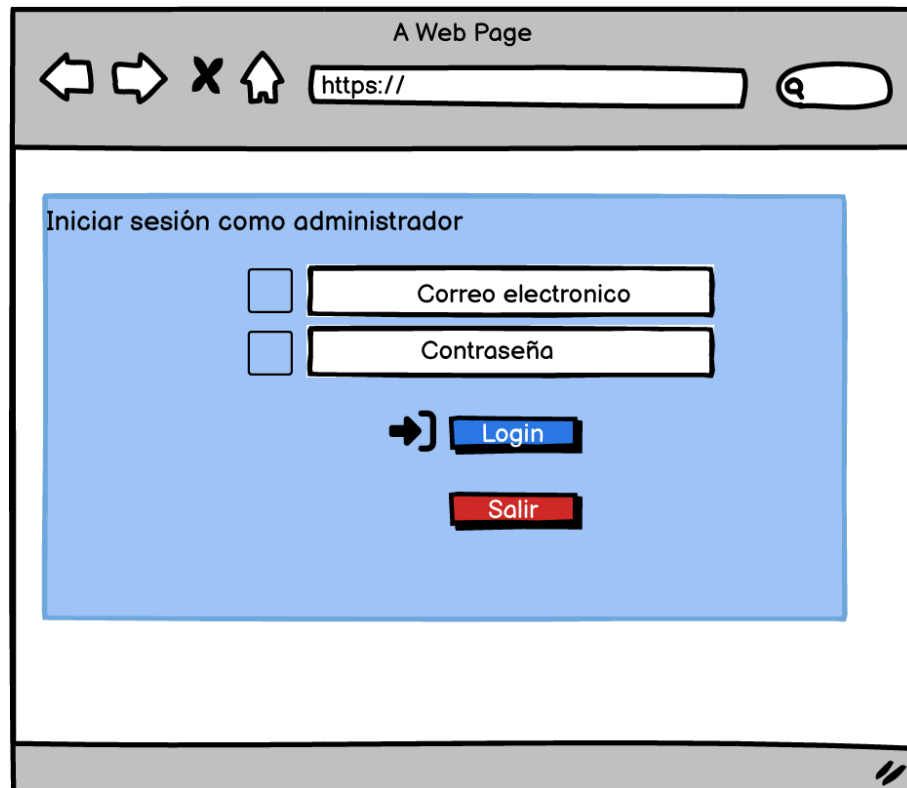 A Web Page
https://
Iniciar sesión como administrador
Correo electronico
Contraseña
Login
Salir